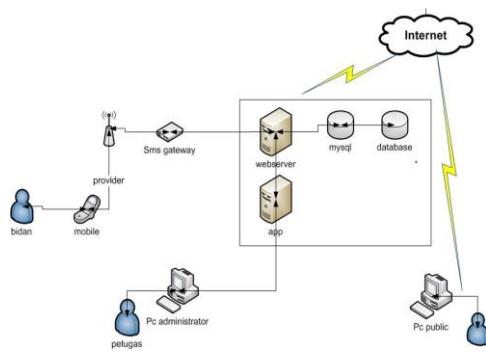 Internet
Sms gateway
webserver
mysql
database
provider
bidan
mobile
app
Pc administrator
petugas
Pc public